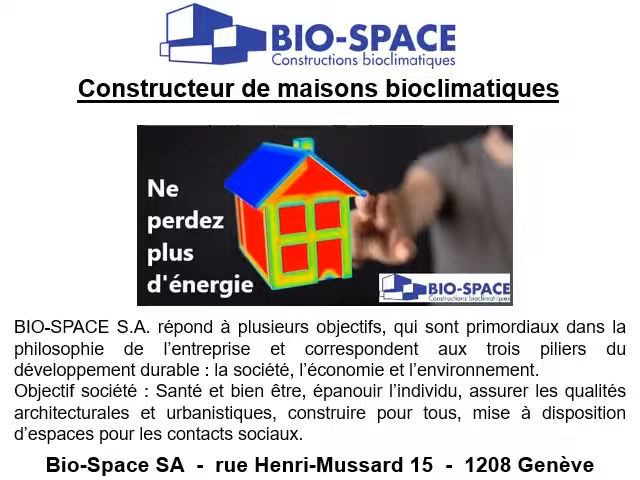 BIO-SPACE
Constructions bioclimatiques
Constructeur de maisons bioclimatiques
Ne
perdez
plus
d'énergie
BIO-SPACE
Constructions bioclimatiques
BIO-SPACE S.A. répond à plusieurs objectifs, qui sont primordiaux dans la
philosophie de l’entreprise et correspondent aux trois piliers du
développement durable : la société, l’économie et l’environnement.
Objectif société : Santé et bien être, épanouir l’individu, assurer les qualités
architecturales et urbanistiques, construire pour tous, mise à disposition
d’espaces pour les contacts sociaux.
Bio-Space SA - rue Henri-Mussard 15 - 1208 Genève